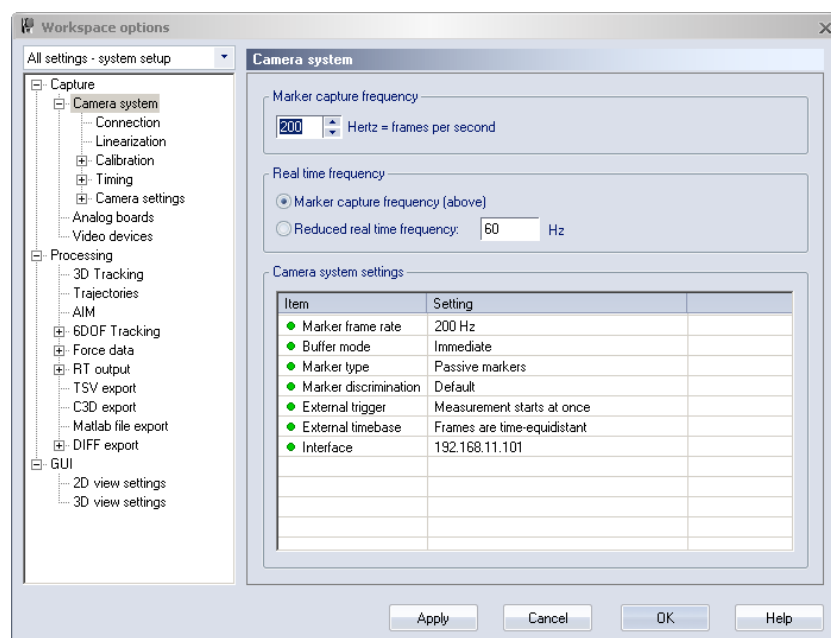 Workspace options
All settings - system setup
Capture
Camera system
Connection
Linearization
Calibration
Timing
Camera settings
Analog boards
Video devices
Processing
3D Tracking
Trajectories
AIM
6DOF Tracking
Force data
RT output
TSV export
C3D export
Matlab file export
DIFF export
GUI
2D view settings
3D view settings
Camera system
Marker capture frequency
200 Hertz = frames per second
Real time frequency
Marker capture frequency (above)
Reduced real time frequency: 60 Hz
Camera system settings
Item Setting
Marker frame rate 200 Hz
Buffer mode Immediate
Marker type Passive markers
Marker discrimination Default
External trigger Measurement starts at once
External timebase Frames are time-equidistant
Interface 192.168.11.101
Apply Cancel OK Help